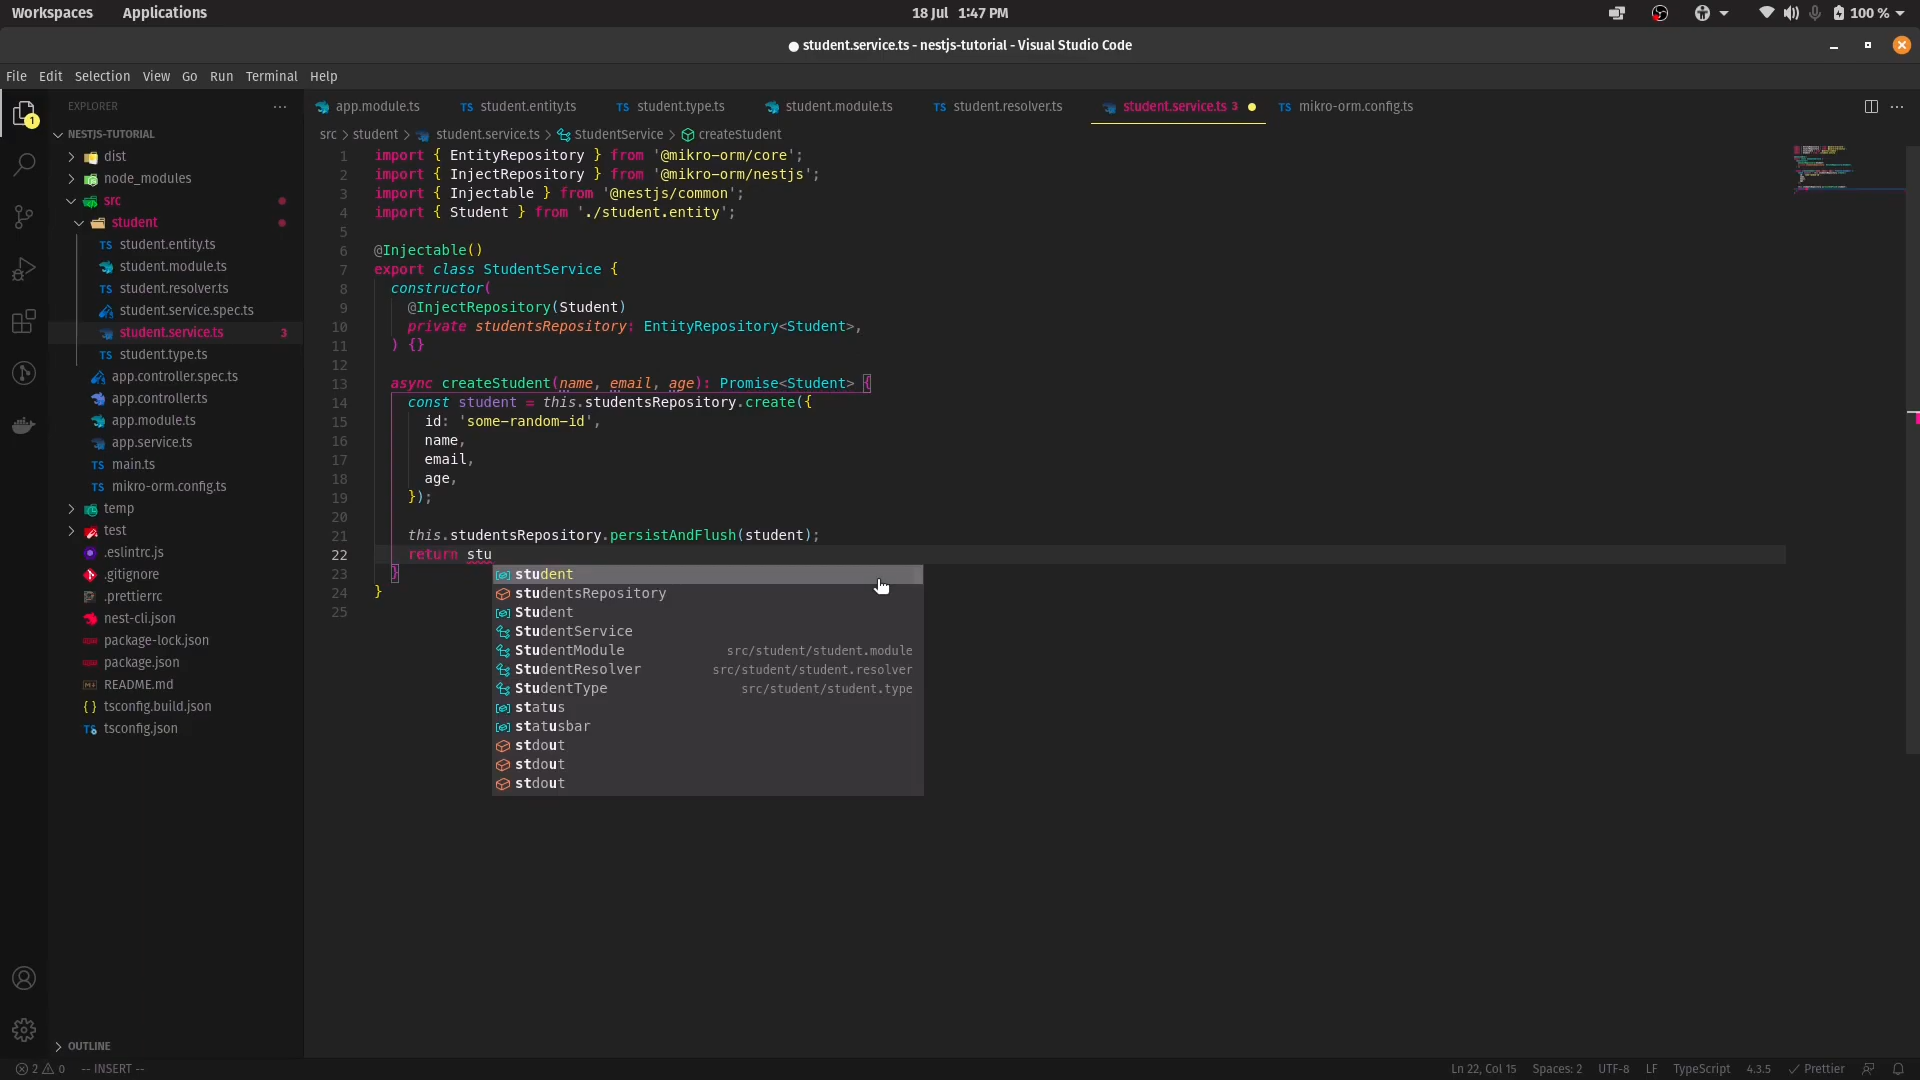 Workspaces Applications 18 Jul 1:47 PM 100 %
student.service.ts - nestjs-tutorial - Visual Studio Code
File Edit Selection View Go Run Terminal Help
EXPLORER
app.module.ts TS student.entity.ts TS student.type.ts student.module.ts TS student.resolver.ts student.service.ts 3 TS mikro-orm.config.ts
1
NESTJS-TUTORIAL
dist
node_modules
src
student
TS student.entity.ts
student.module.ts
TS student.resolver.ts
student.service.spec.ts
student.service.ts 3
TS student.type.ts
app.controller.spec.ts
app.controller.ts
app.module.ts
app.service.ts
TS main.ts
TS mikro-orm.config.ts
temp
test
.eslintrc.js
.gitignore
.prettierrc
nest-cli.json
package-lock.json
package.json
README.md
{ } tsconfig.build.json
TS tsconfig.json
OUTLINE
src > student > student.service.ts > StudentService > createStudent
1 import { EntityRepository } from '@mikro-orm/core';
2 import { InjectRepository } from '@mikro-orm/nestjs';
3 import { Injectable } from '@nestjs/common';
4 import { Student } from './student.entity';
5
6 @Injectable()
7 export class StudentService {
8 constructor(
9 @InjectRepository(Student)
10 private studentsRepository: EntityRepository<Student>,
11 ) {}
12
13 async createStudent(name, email, age): Promise<Student> {
14 const student = this.studentsRepository.create({
15 id: 'some-random-id',
16 name,
17 email,
18 age,
19 });
20
21 this.studentsRepository.persistAndFlush(student);
22 return stu
23 }
24 }
25
student
studentsRepository
Student
StudentService
StudentModule src/student/student.module
StudentResolver src/student/student.resolver
StudentType src/student/student.type
status
statusbar
stdout
stdout
stdout
2 0 -- INSERT -- Ln 22, Col 15 Spaces: 2 UTF-8 LF TypeScript 4.3.5 Prettier